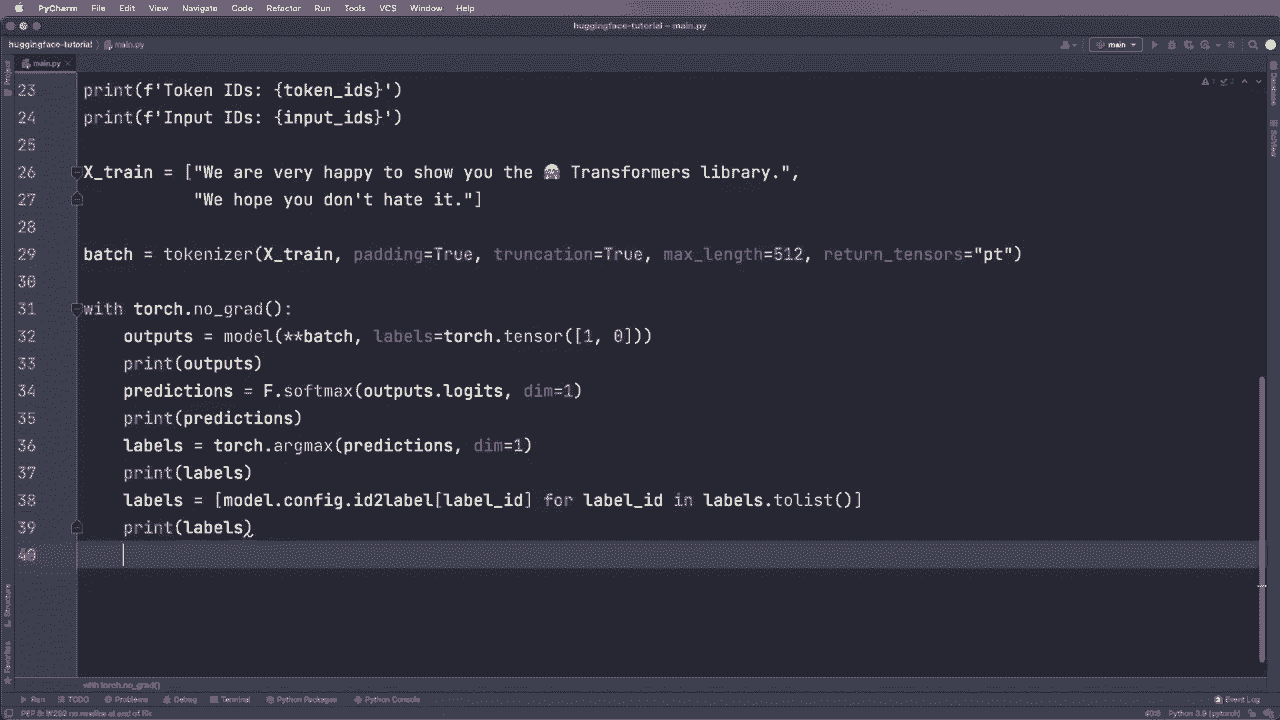 PyCharm File Edit View Navigate Code Refactor Run Tools VCS Window Help
huggingface-tutorial – main.py
huggingface-tutorial main.py
main
main.py
Project
Database
SciView
23 print(f'Token IDs: {token_ids}')
24 print(f'Input IDs: {input_ids}')
25
26 X_train = ["We are very happy to show you the 🤗 Transformers library.",
27 "We hope you don't hate it."]
28
29 batch = tokenizer(X_train, padding=True, truncation=True, max_length=512, return_tensors="pt")
30
31 with torch.no_grad():
32 outputs = model(**batch, labels=torch.tensor([1, 0]))
33 print(outputs)
34 predictions = F.softmax(outputs.logits, dim=1)
35 print(predictions)
36 labels = torch.argmax(predictions, dim=1)
37 print(labels)
38 labels = [model.config.id2label[label_id] for label_id in labels.tolist()]
39 print(labels)
40
Structure
Favorites
with torch.no_grad()
Run TODO Problems Debug Terminal Python Packages Python Console Event Log
PEP 8: W292 no newline at end of file 40:5 Python 3.9 (pytorch)